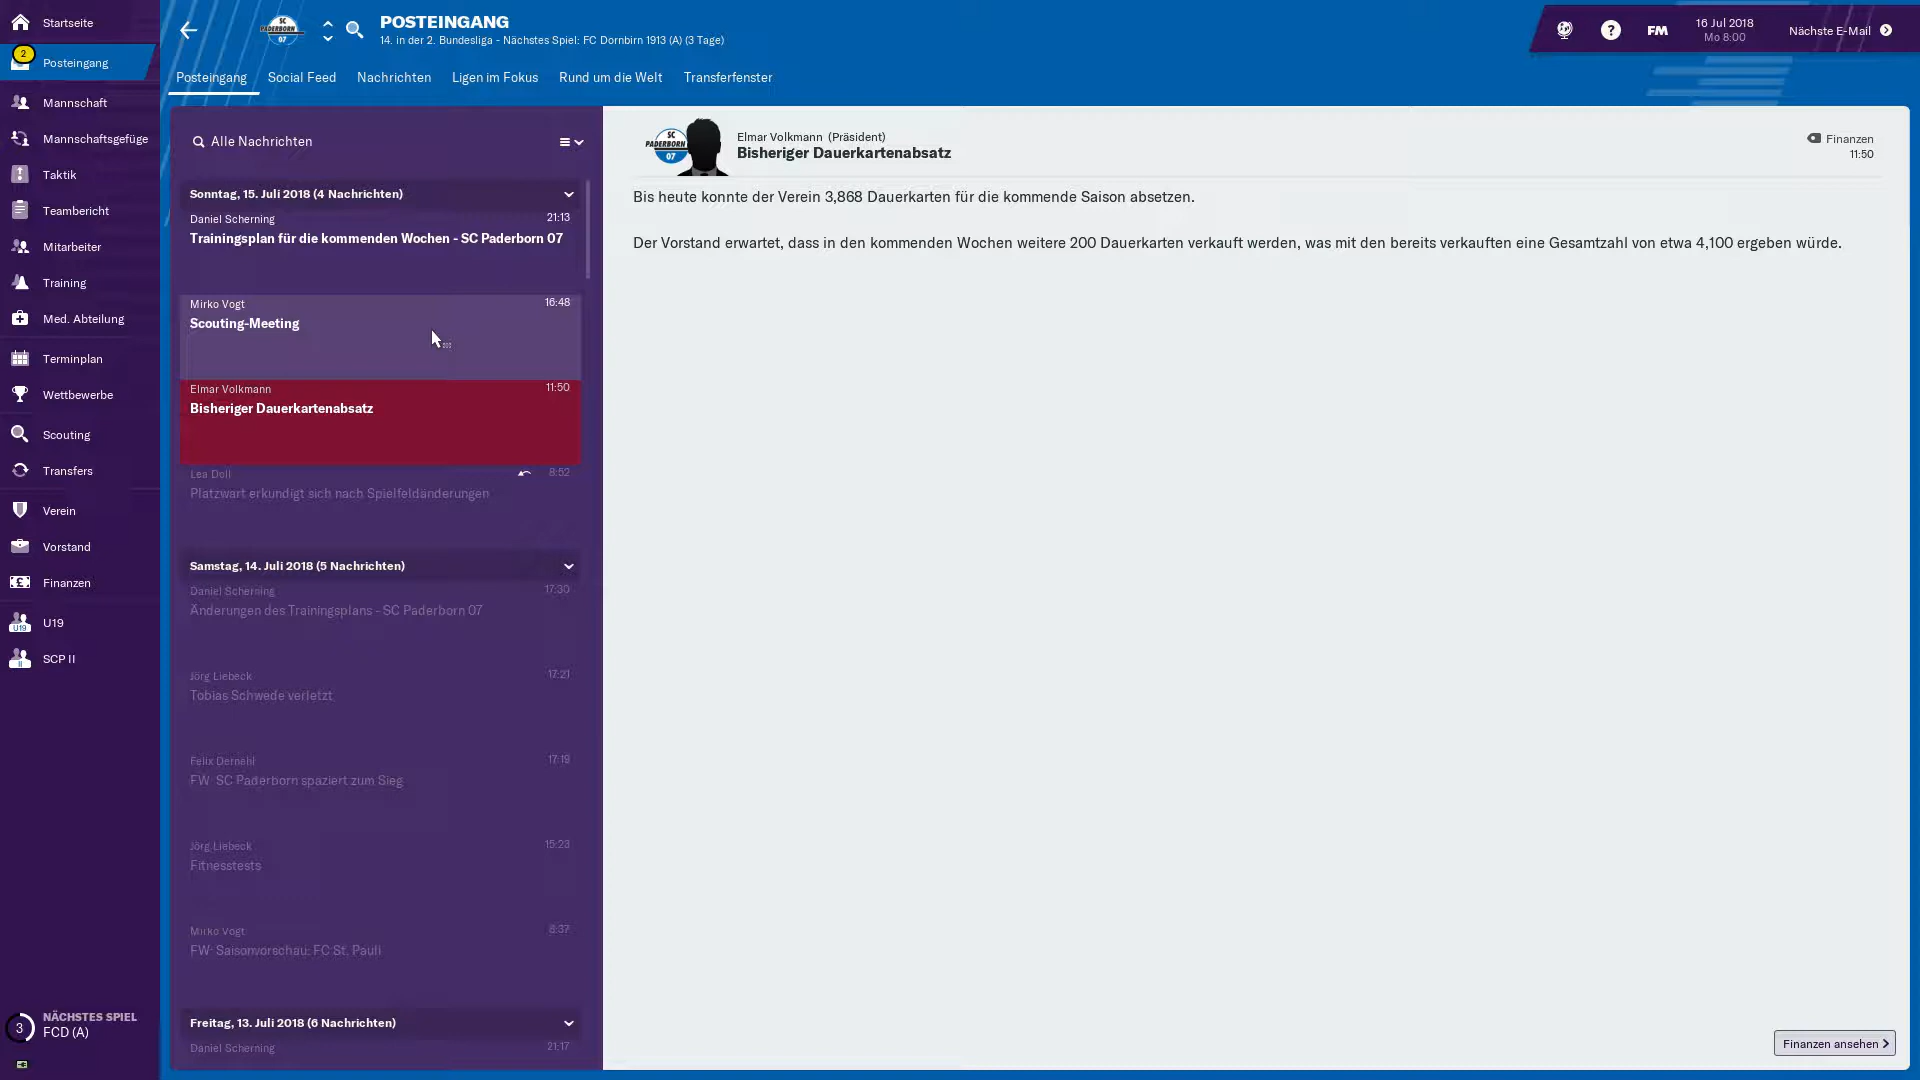 Startseite
2
Posteingang
Mannschaft
Mannschaftsgefüge
Taktik
Teambericht
Mitarbeiter
Training
Med. Abteilung
Terminplan
Wettbewerbe
Scouting
Transfers
Verein
Vorstand
Finanzen
U19
U19
II
SCP II
3
NÄCHSTES SPIEL
FCD (A)
SC
PADERBORN
07
POSTEINGANG
14. in der 2. Bundesliga - Nächstes Spiel: FC Dornbirn 1913 (A) (3 Tage)
?
FM
16 Jul 2018
Mo 8:00
Nächste E-Mail
Posteingang
Social Feed
Nachrichten
Ligen im Fokus
Rund um die Welt
Transferfenster
Alle Nachrichten
Sonntag, 15. Juli 2018 (4 Nachrichten)
Daniel Scherning
21:13
Trainingsplan für die kommenden Wochen - SC Paderborn 07
Mirko Vogt
16:48
Scouting-Meeting
Elmar Volkmann
11:50
Bisheriger Dauerkartenabsatz
Lea Doll
8:52
Platzwart erkundigt sich nach Spielfeldänderungen
Samstag, 14. Juli 2018 (5 Nachrichten)
Daniel Scherning
17:30
Änderungen des Trainingsplans - SC Paderborn 07
Jörg Liebeck
17:21
Tobias Schwede verletzt
Felix Dernehl
17:19
FW: SC Paderborn spaziert zum Sieg
Jörg Liebeck
15:23
Fitnesstests
Mirko Vogt
8:37
FW: Saisonvorschau: FC St. Pauli
Freitag, 13. Juli 2018 (6 Nachrichten)
Daniel Scherning
21:17
SC
PADERBORN
07
Elmar Volkmann (Präsident)
Bisheriger Dauerkartenabsatz
Finanzen
11:50
Bis heute konnte der Verein 3,868 Dauerkarten für die kommende Saison absetzen.
Der Vorstand erwartet, dass in den kommenden Wochen weitere 200 Dauerkarten verkauft werden, was mit den bereits verkauften eine Gesamtzahl von etwa 4,100 ergeben würde.
Finanzen ansehen